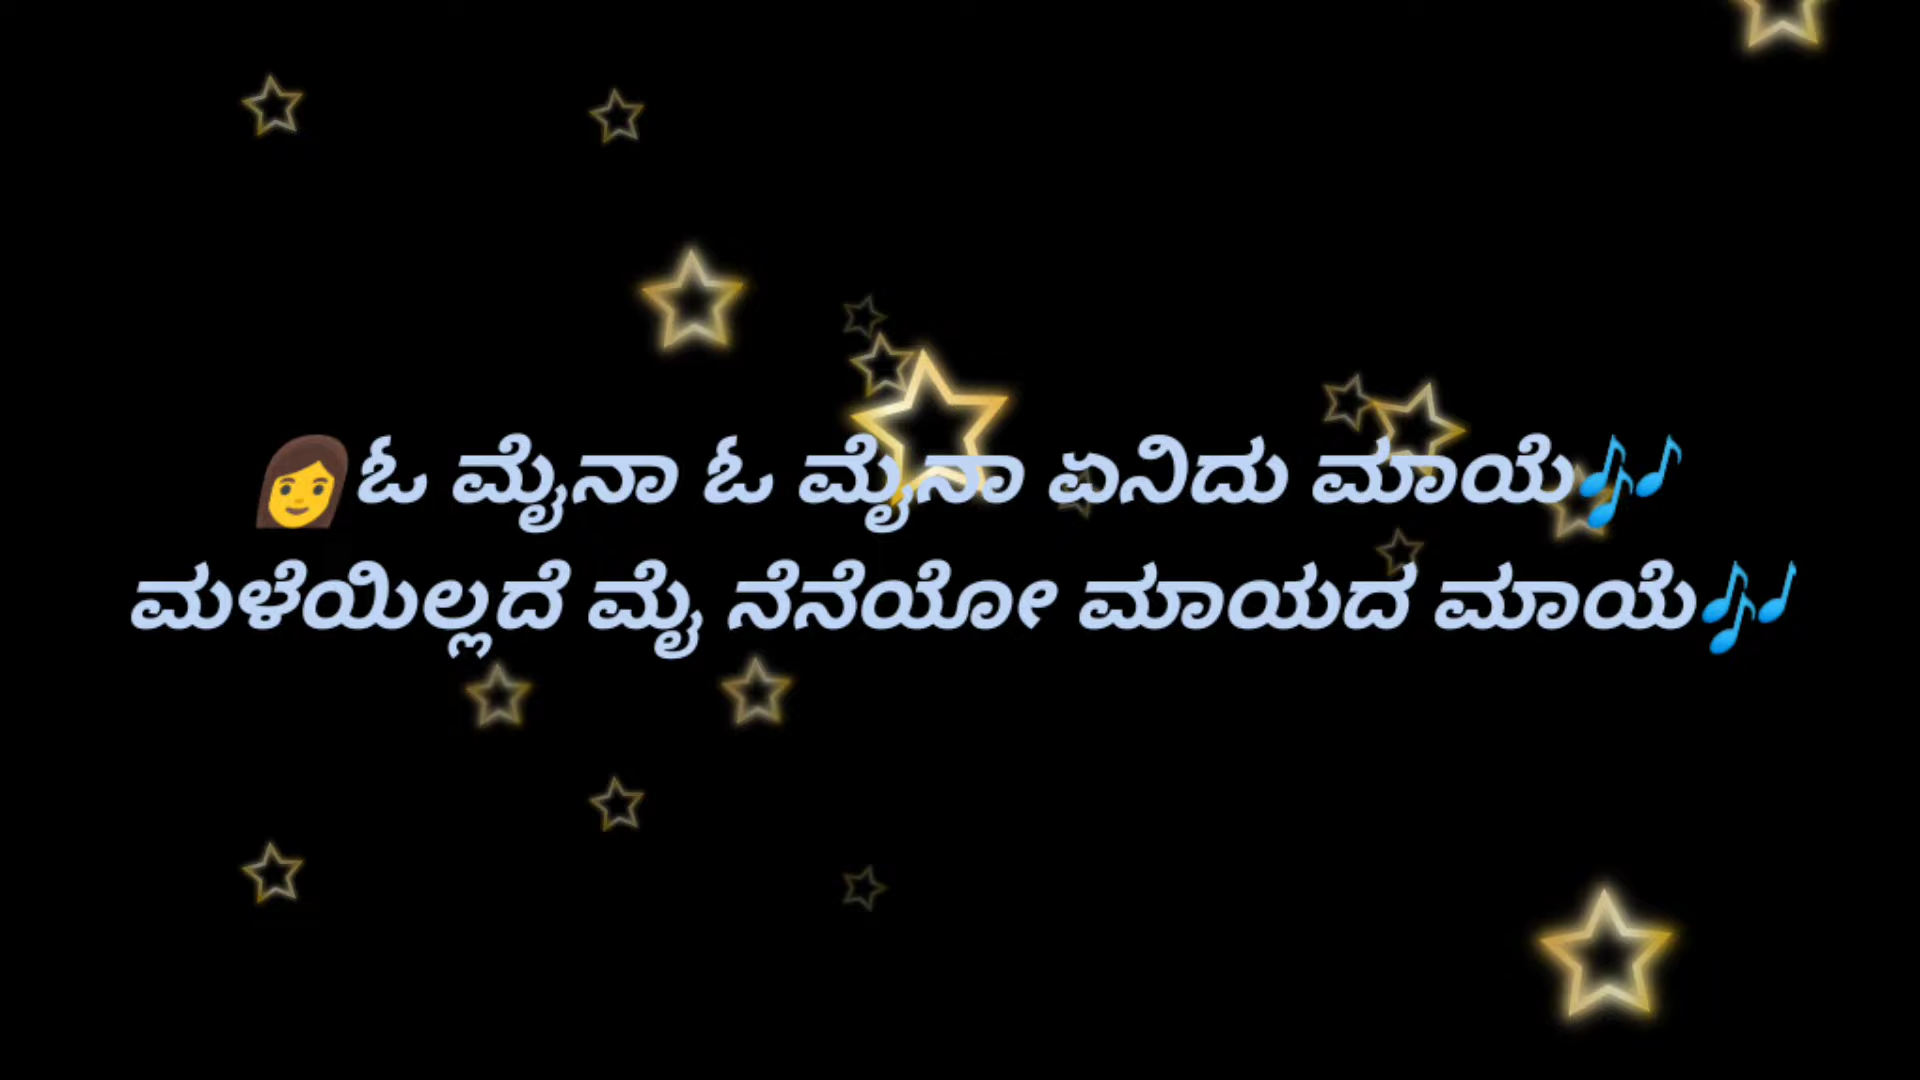 👩ಓ ಮೈನಾ ಓ ಮೈನಾ ಏನಿದು ಮಾಯೆ🎶
ಮಳೆಯಿಲ್ಲದೆ ಮೈ ನೆನೆಯೋ ಮಾಯದ ಮಾಯೆ🎶